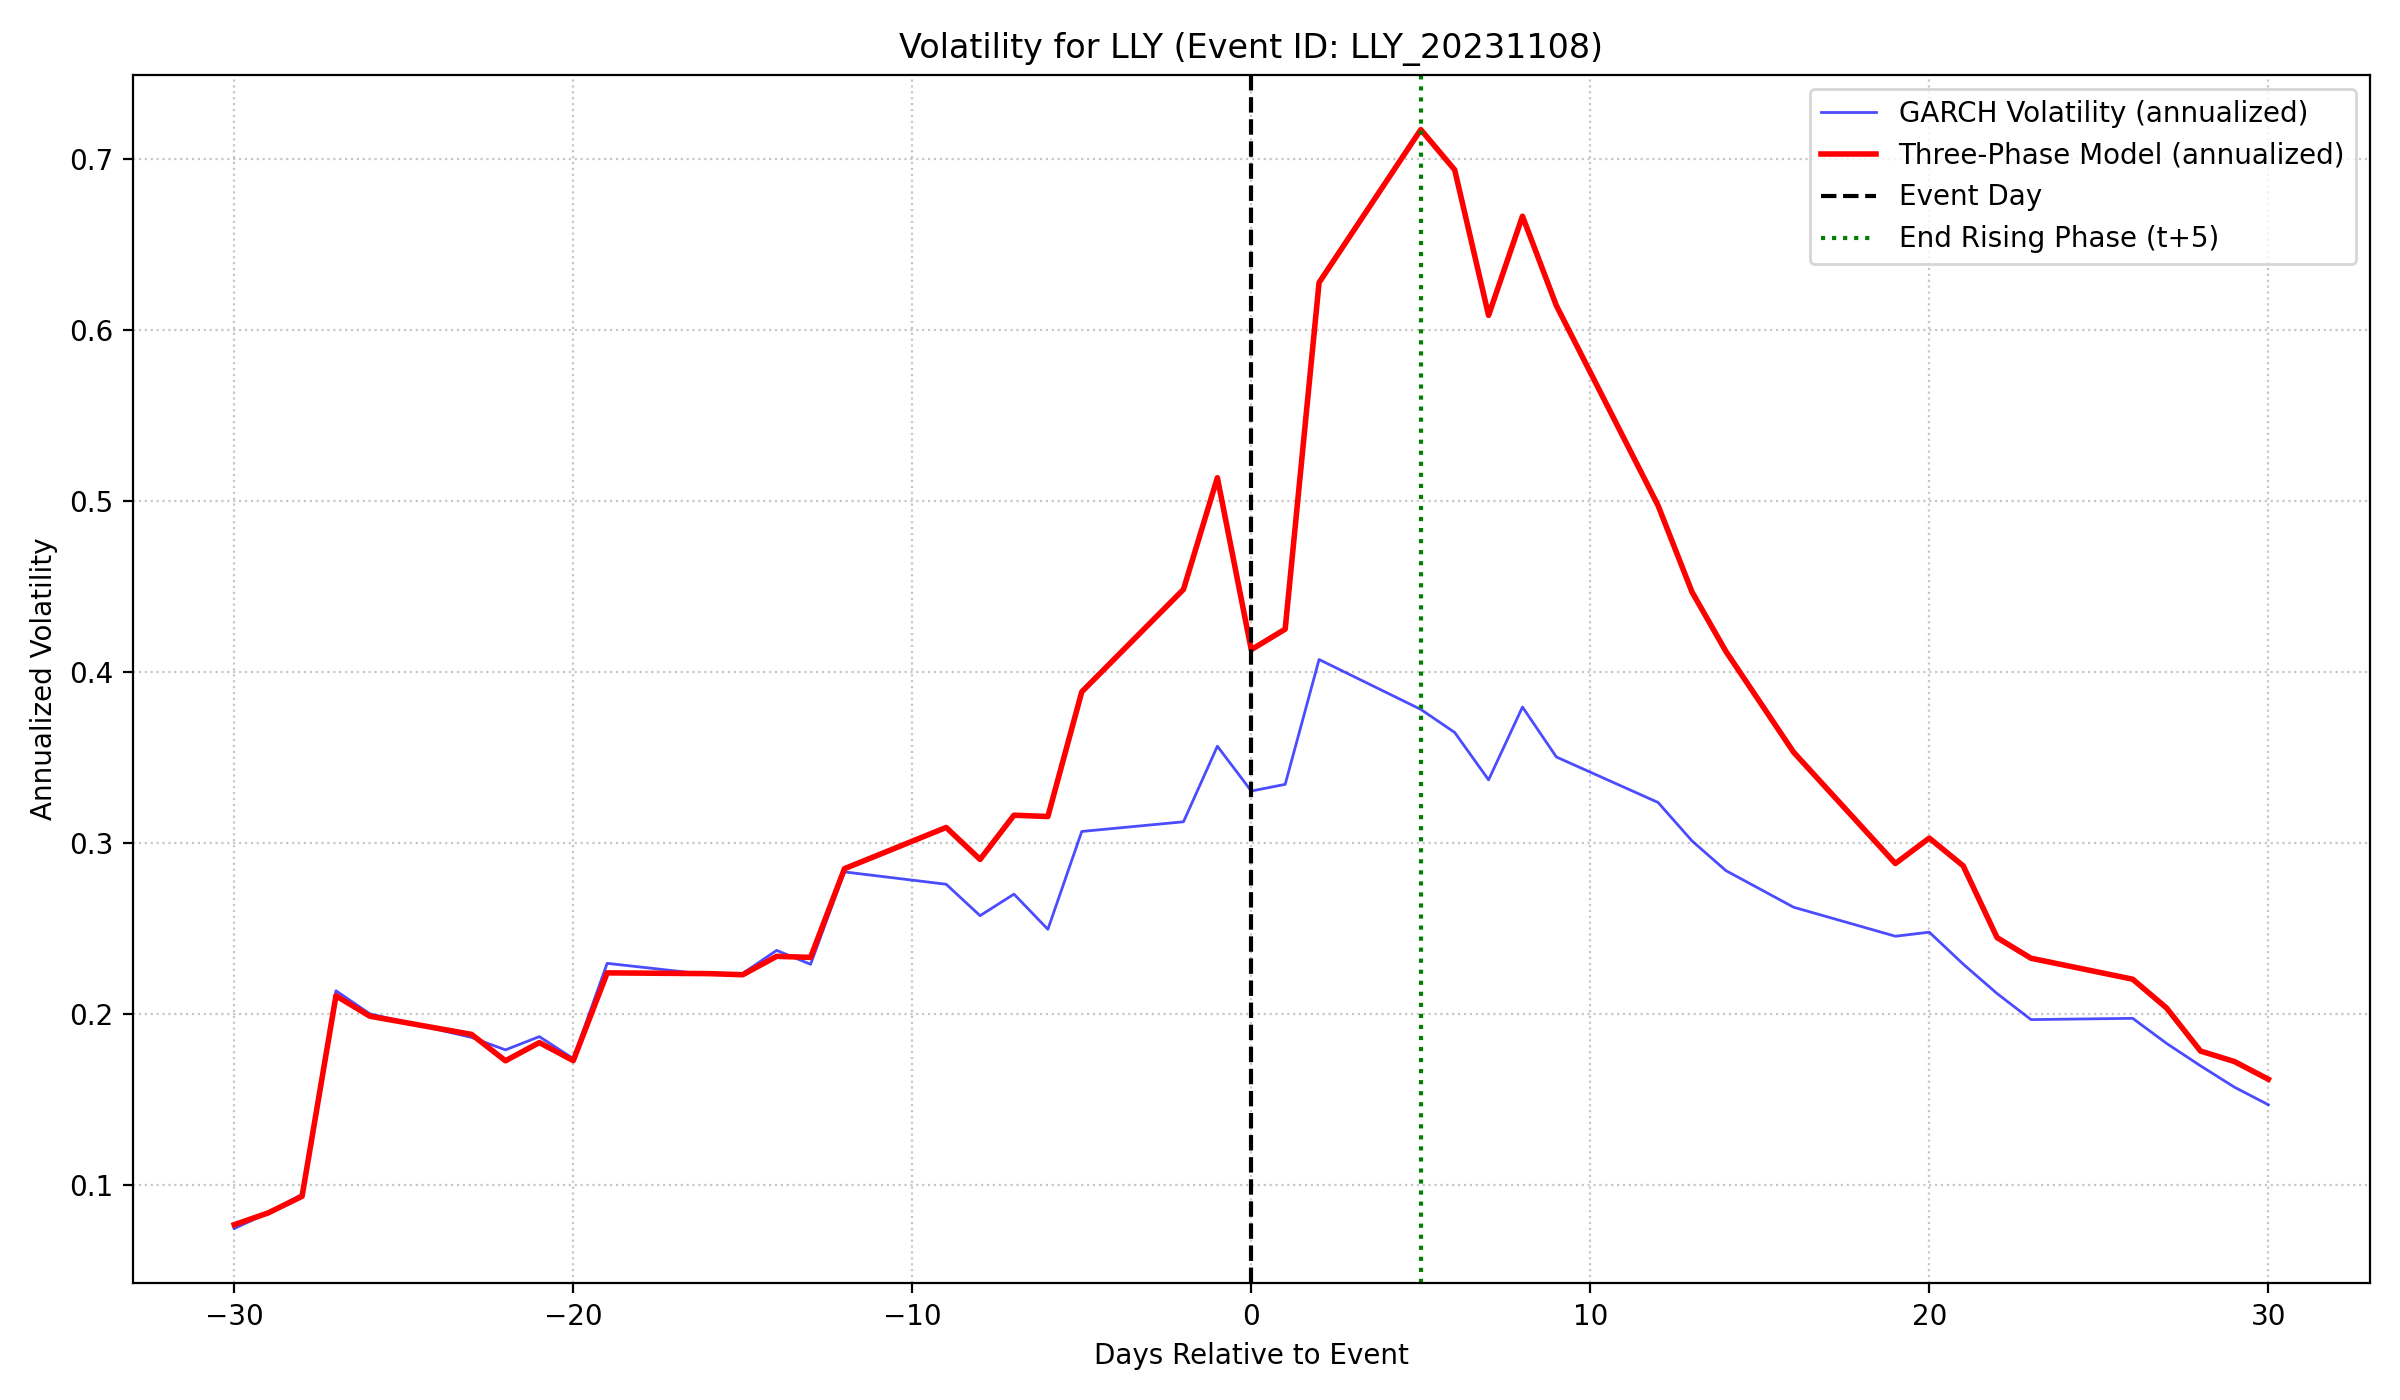 Volatility for LLY (Event ID: LLY_20231108)
GARCH Volatility (annualized)
Three-Phase Model (annualized)
Event Day
End Rising Phase (t+5)
Annualized Volatility
0.7
0.6
0.5
0.4
0.3
0.2
0.1
−30 −20 −10 0 10 20 30
Days Relative to Event